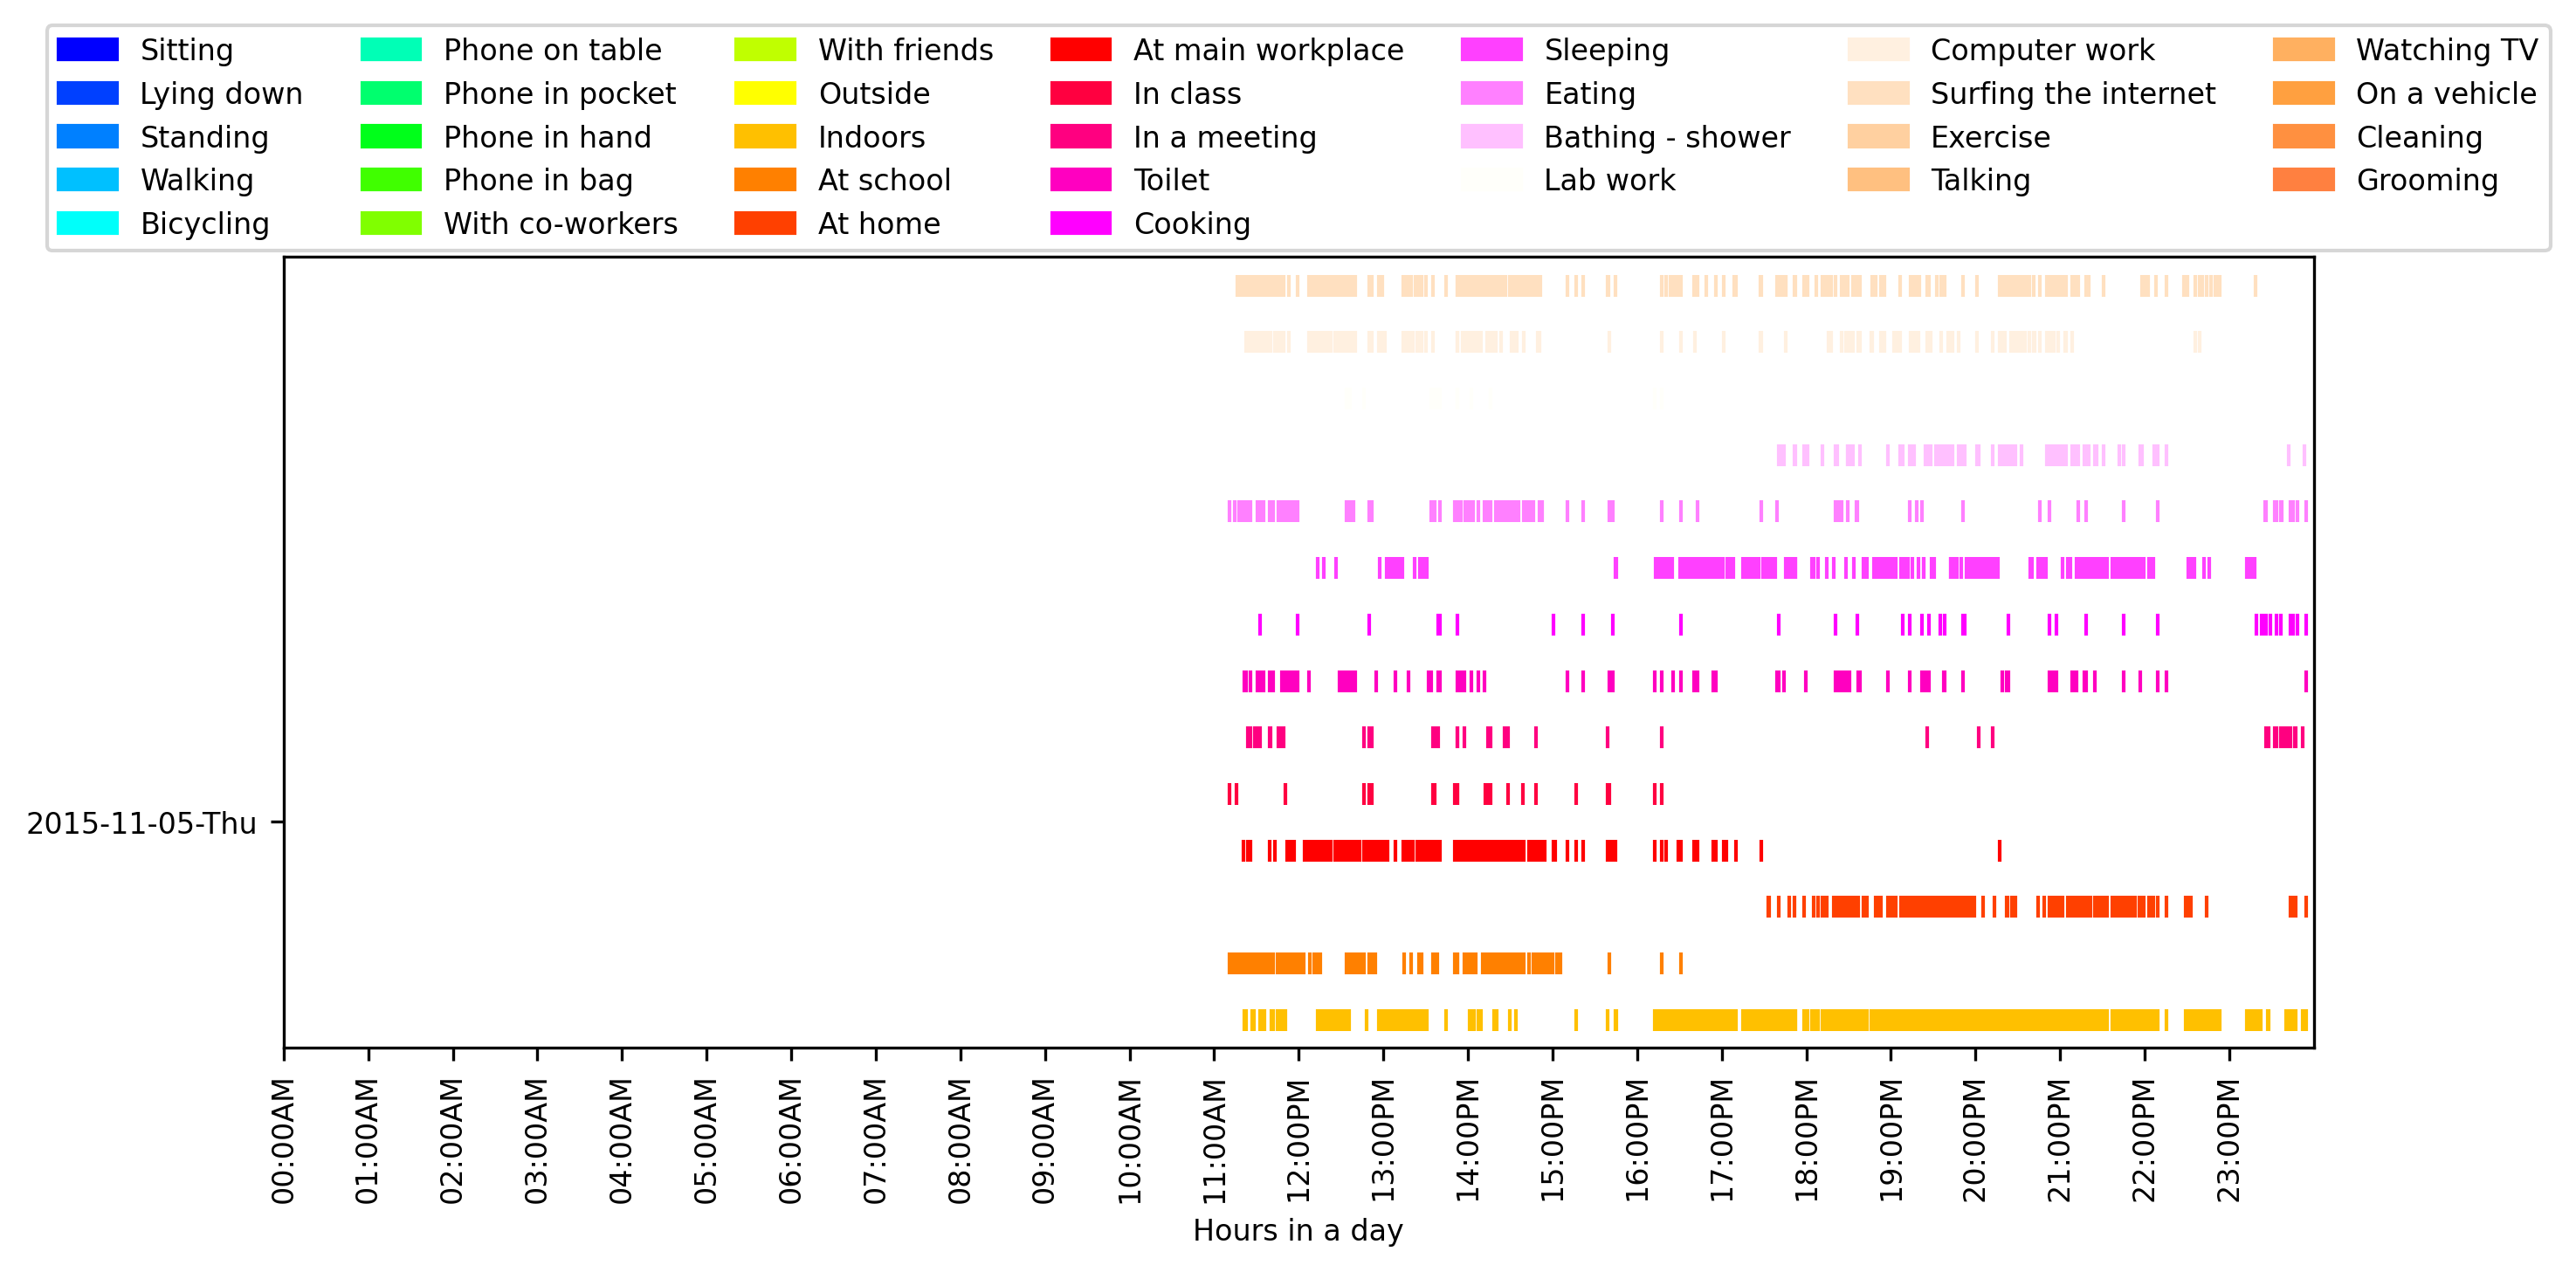 Sitting
Lying down
Standing
Walking
Bicycling
Phone on table
Phone in pocket
Phone in hand
Phone in bag
With co-workers
With friends
Outside
Indoors
At school
At home
At main workplace
In class
In a meeting
Toilet
Cooking
Sleeping
Eating
Bathing - shower
Lab work
Computer work
Surfing the internet
Exercise
Talking
Watching TV
On a vehicle
Cleaning
Grooming
2015-11-05-Thu
00:00AM
01:00AM
02:00AM
03:00AM
04:00AM
05:00AM
06:00AM
07:00AM
08:00AM
09:00AM
10:00AM
11:00AM
12:00PM
13:00PM
14:00PM
15:00PM
16:00PM
17:00PM
18:00PM
19:00PM
20:00PM
21:00PM
22:00PM
23:00PM
Hours in a day